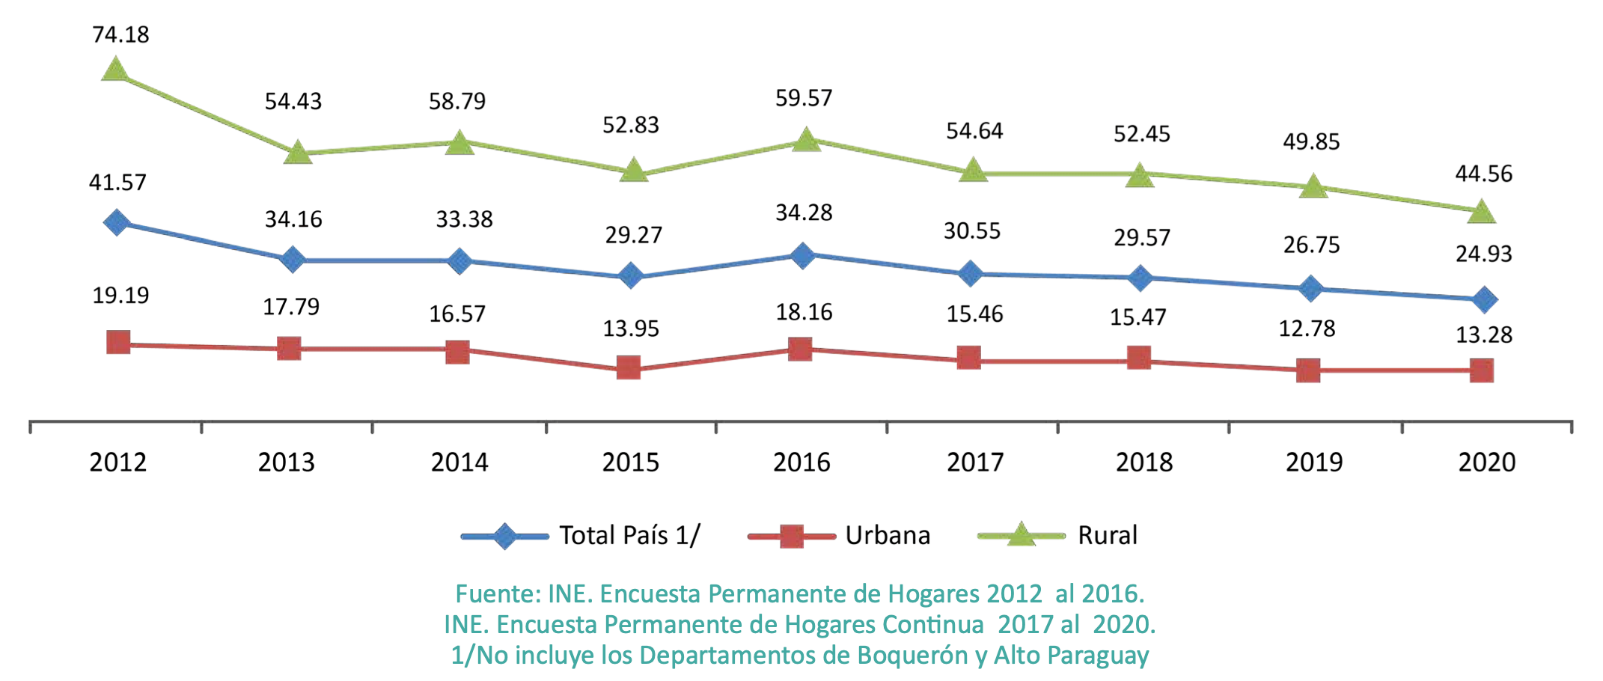 74.18 54.43 58.79 52.83 59.57 54.64 52.45 49.85 44.56
41.57 34.16 33.38 29.27 34.28 30.55 29.57 26.75 24.93
19.19 17.79 16.57 13.95 18.16 15.46 15.47 12.78 13.28
2012 2013 2014 2015 2016 2017 2018 2019 2020
Total País 1/ Urbana Rural
Fuente: INE. Encuesta Permanente de Hogares 2012 al 2016.
INE. Encuesta Permanente de Hogares Continua 2017 al 2020.
1/No incluye los Departamentos de Boquerón y Alto Paraguay